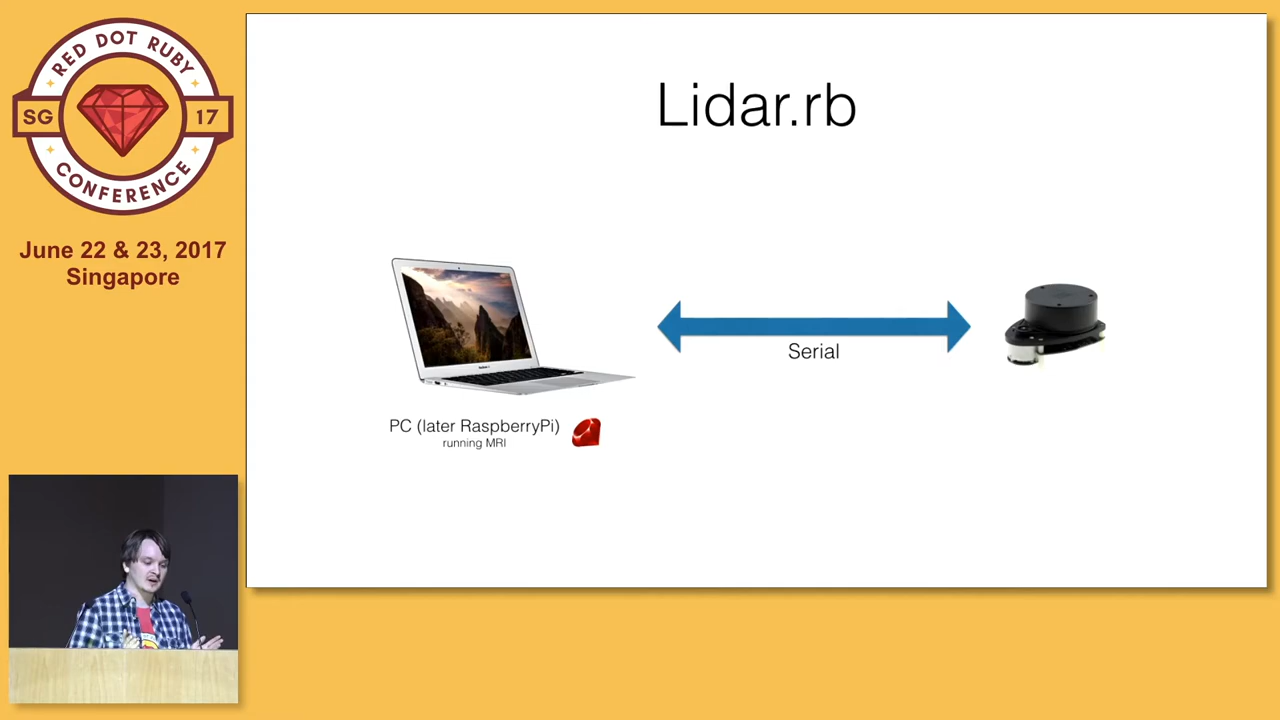 RED DOT RUBY
SG 17
CONFERENCE
June 22 & 23, 2017
Singapore
Lidar.rb
Serial
PC (later RaspberryPi)
running MRI